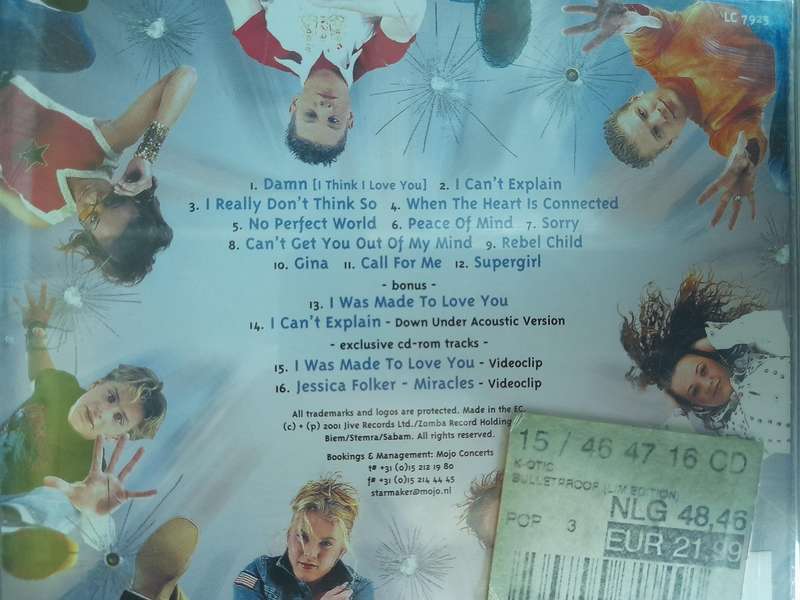 LC 7923
1. Damn [I Think I Love You] 2. I Can't Explain
3. I Really Don't Think So 4. When The Heart Is Connected
5. No Perfect World 6. Peace Of Mind 7. Sorry
8. Can't Get You Out Of My Mind 9. Rebel Child
10. Gina 11. Call For Me 12. Supergirl
- bonus -
13. I Was Made To Love You
14. I Can't Explain - Down Under Acoustic Version
- exclusive cd-rom tracks -
15. I Was Made To Love You - Videoclip
16. Jessica Folker - Miracles - Videoclip
All trademarks and logos are protected. Made in the EC.
(c) + (p) 2001 Jive Records Ltd./Zomba Record Holding
Biem/Stemra/Sabam. All rights reserved.
Bookings & Management: Mojo Concerts
t# +31 (0)15 212 19 80
f# +31 (0)15 214 44 45
starmaker@mojo.nl
15 / 46 47 16 CD
K-OTIC
BULLETPROOF (LIM EDITION)
POP 3 NLG 48,46
EUR 21.99